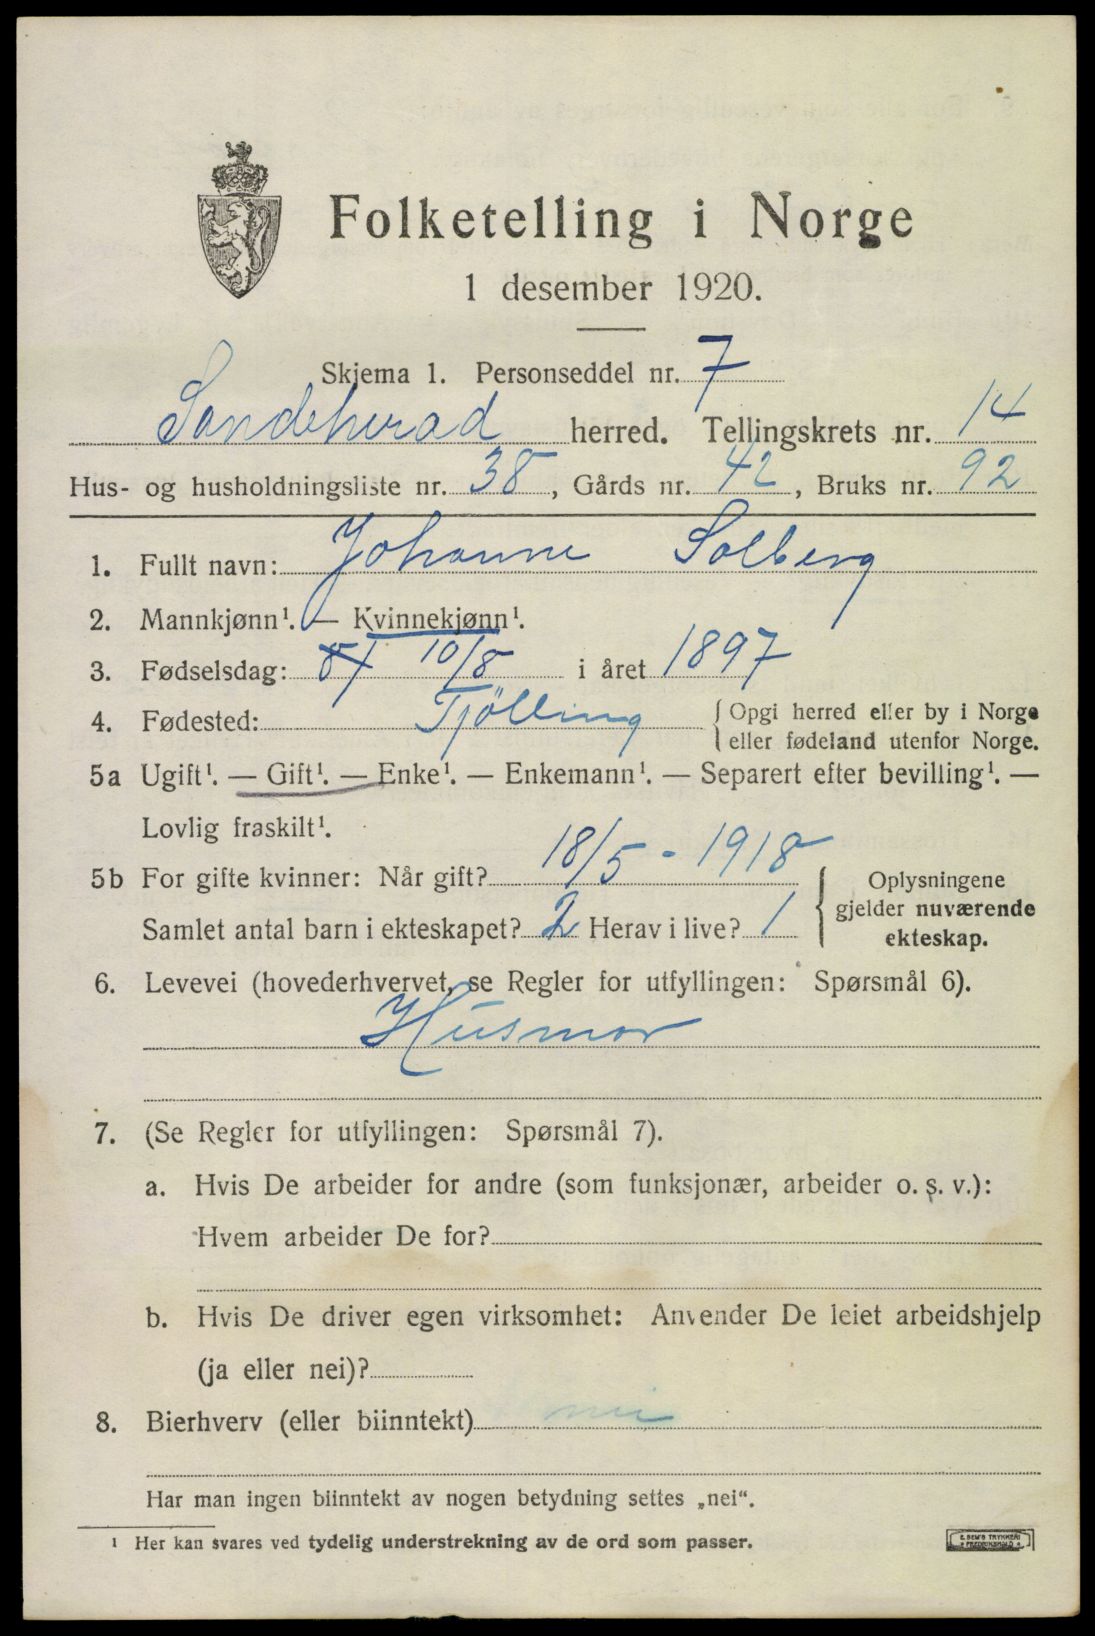 Folketelling i Norge
1 desember 1920.
Skjema 1. Personseddel nr. 7
Sandeherad herred. Tellingskrets nr. 14
Hus- og husholdningsliste nr. 38, Gårds nr. 42, Bruks nr. 92
1. Fullt navn: Johanne Solberg
2. Mannkjønn¹. — Kvinnekjønn¹.
3. Fødselsdag: 10/8 i året 1897
4. Fødested: Tjölling { Opgi herred eller by i Norge
eller fødeland utenfor Norge.
5a Ugift¹. — Gift¹. — Enke¹. — Enkemann¹. — Separert efter bevilling¹. —
Lovlig fraskilt¹.
5b For gifte kvinner: Når gift? 18/5 - 1918
Samlet antal barn i ekteskapet? 2 Herav i live? 1
{ Oplysningene
gjelder nuværende
ekteskap.
6. Levevei (hovederhvervet, se Regler for utfyllingen: Spørsmål 6).
Husmor
7. (Se Regler for utfyllingen: Spørsmål 7).
a. Hvis De arbeider for andre (som funksjonær, arbeider o. s. v.):
Hvem arbeider De for?
b. Hvis De driver egen virksomhet: Anvender De leiet arbeidshjelp
(ja eller nei)?
8. Bierhverv (eller biinntekt) nei
Har man ingen biinntekt av nogen betydning settes „nei“.
¹ Her kan svares ved tydelig understrekning av de ord som passer.
E. SEM'S TRYKKERI
FREDRIKSHALD